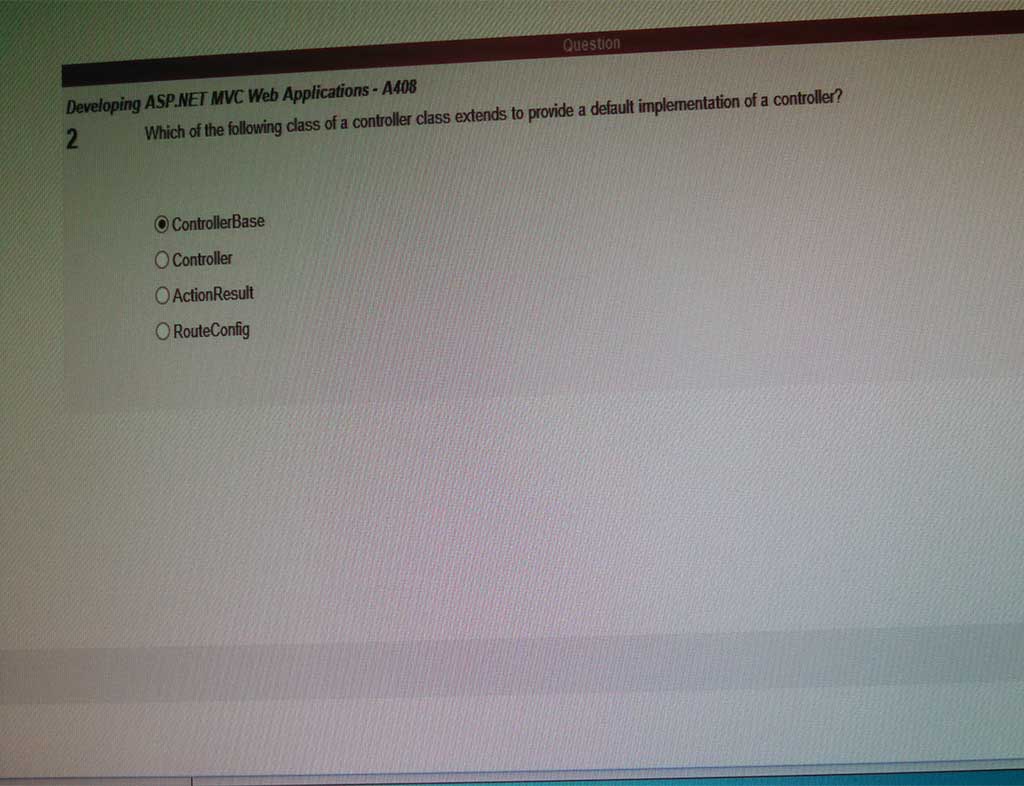 Question
Developing ASP.NET MVC Web Applications - A408
2 Which of the following class of a controller class extends to provide a default implementation of a controller?
ControllerBase
Controller
ActionResult
RouteConfig